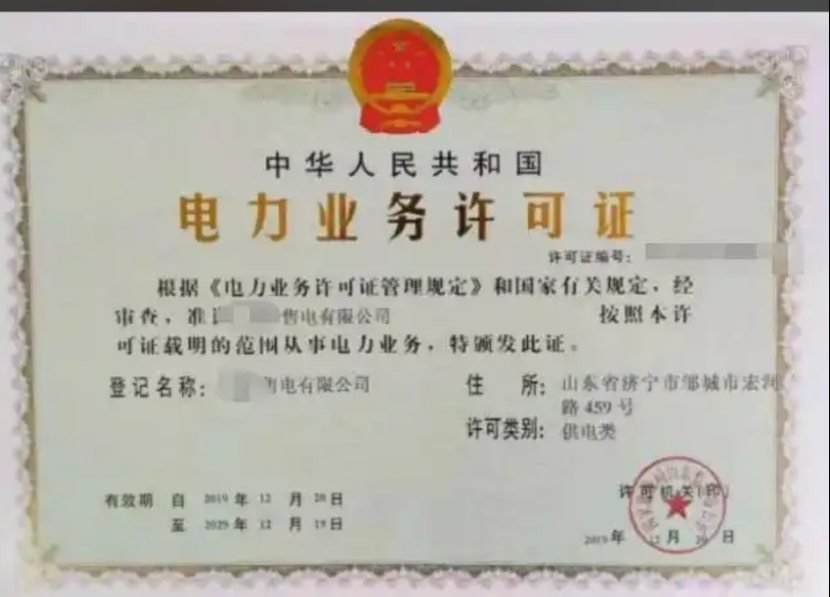 中华人民共和国
电力业务许可证
许可证编号：
根据《电力业务许可证管理规定》和国家有关规定，经
审查，准 售电有限公司 按照本许
可证载明的范围从事电力业务，特颁发此证。
登记名称： 售电有限公司
住 所： 山东省济宁市邹城市宏河
路 459 号
许可类别： 供电类
有效期 自 2019 年 12 月 20 日
至 2029 年 12 月 19 日
许可机关(印)
2019 年 12 月 20 日